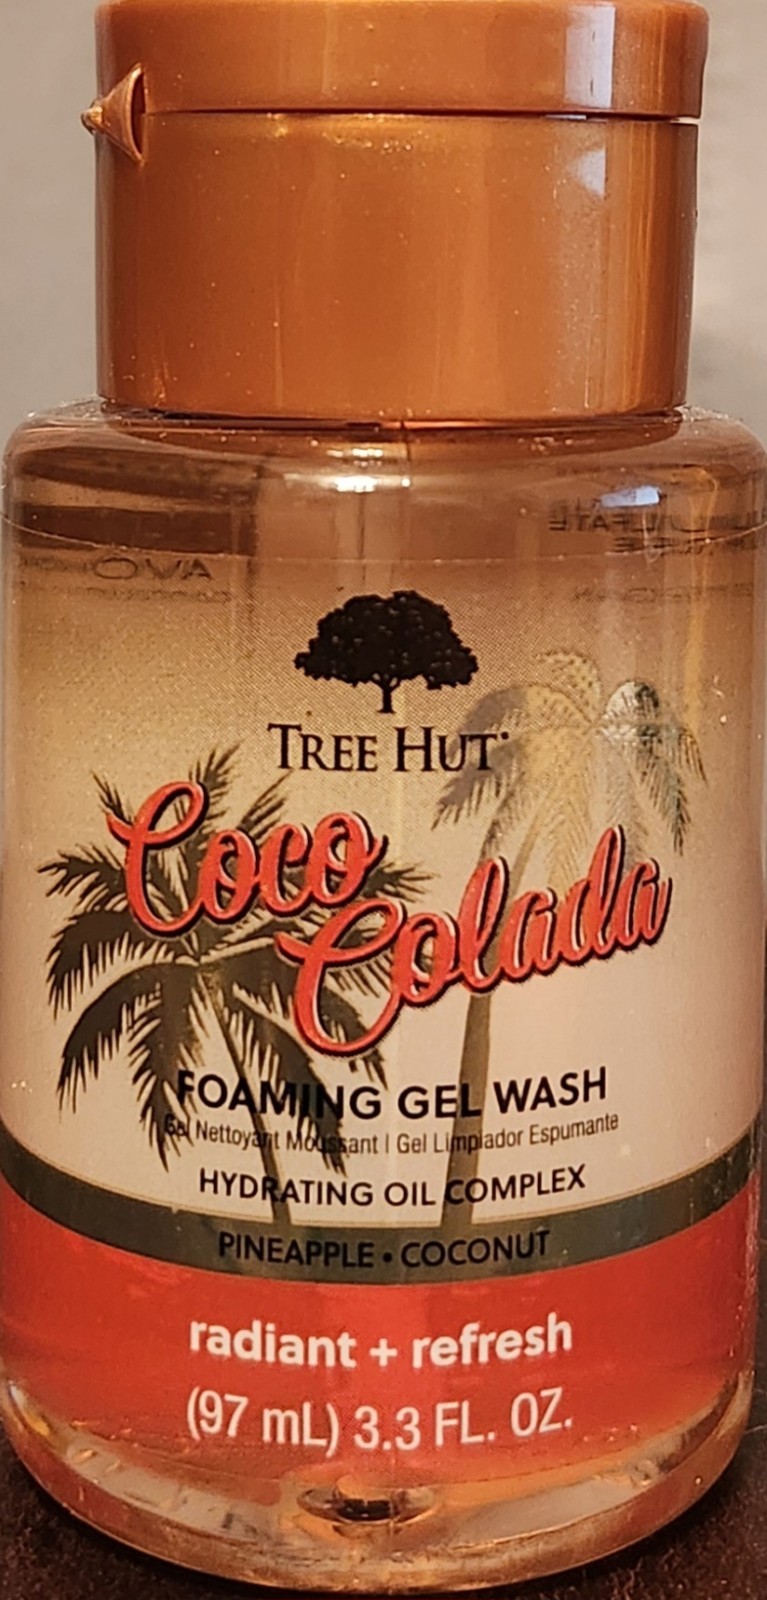 TREE HUT
Coco
Colada
FOAMING GEL WASH
Gel Nettoyant Moussant | Gel Limpiador Espumante
HYDRATING OIL COMPLEX
PINEAPPLE • COCONUT
radiant + refresh
(97 mL) 3.3 FL. OZ.